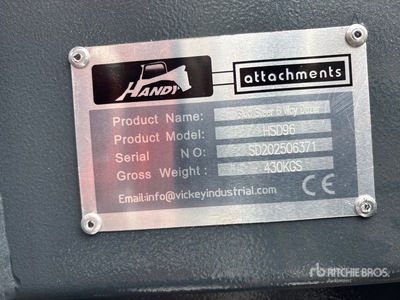 HANDY attachments
Product Name: Skid Steer 6 Way Dozer
Product Model: HSD96
Serial NO: SD202506371
Gross Weight: 430KGS
Email:info@vickeyindustrial.com CE
rb RITCHIE BROS.